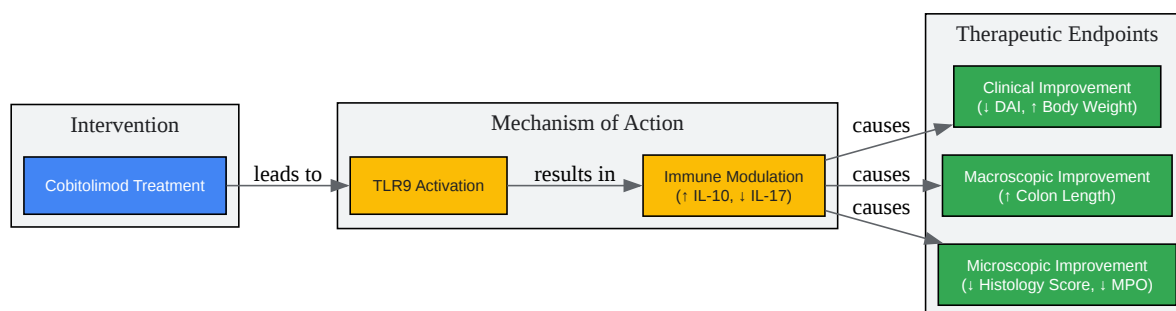 Intervention
Cobitolimod Treatment
leads to
Mechanism of Action
TLR9 Activation
results in
Immune Modulation
(↑ IL-10, ↓ IL-17)
causes
causes
causes
Therapeutic Endpoints
Clinical Improvement
(↓ DAI, ↑ Body Weight)
Macroscopic Improvement
(↑ Colon Length)
Microscopic Improvement
(↓ Histology Score, ↓ MPO)